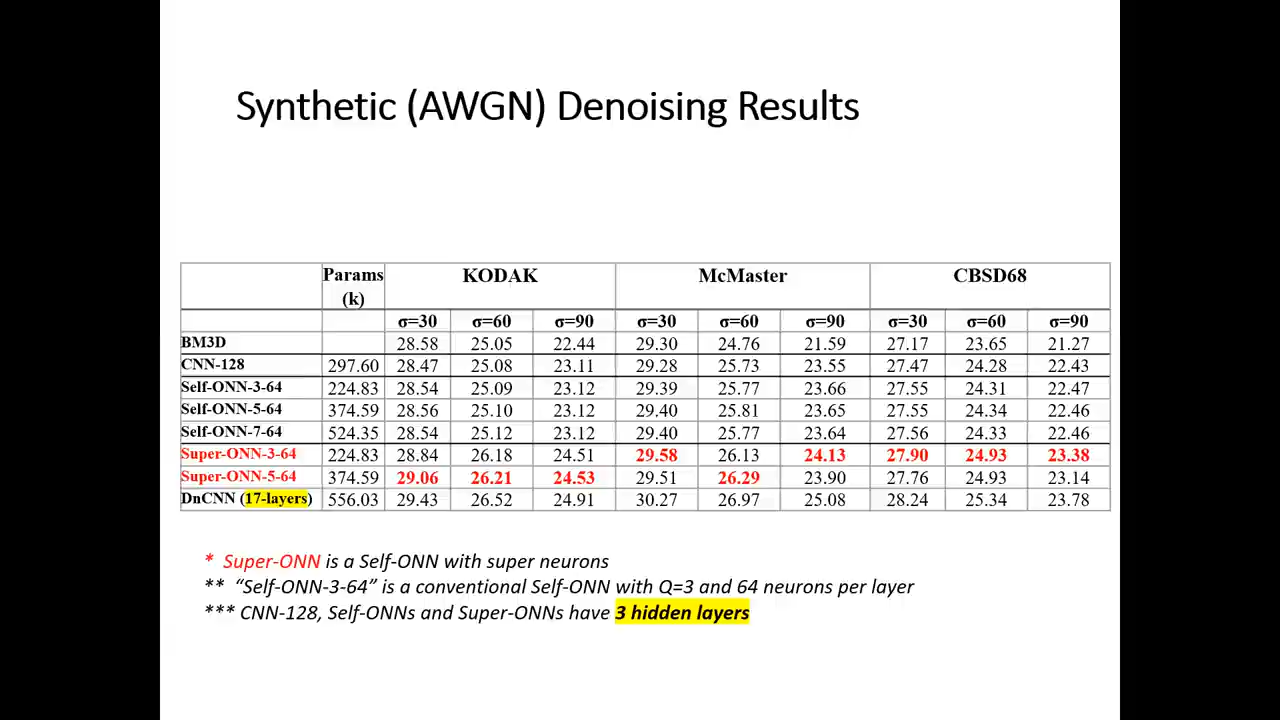 Synthetic (AWGN) Denoising Results
Params (k) KODAK McMaster CBSD68
σ=30 σ=60 σ=90 σ=30 σ=60 σ=90 σ=30 σ=60 σ=90
BM3D 28.58 25.05 22.44 29.30 24.76 21.59 27.17 23.65 21.27
CNN-128 297.60 28.47 25.08 23.11 29.28 25.73 23.55 27.47 24.28 22.43
Self-ONN-3-64 224.83 28.54 25.09 23.12 29.39 25.77 23.66 27.55 24.31 22.47
Self-ONN-5-64 374.59 28.56 25.10 23.12 29.40 25.81 23.65 27.55 24.34 22.46
Self-ONN-7-64 524.35 28.54 25.12 23.12 29.40 25.77 23.64 27.56 24.33 22.46
Super-ONN-3-64 224.83 28.84 26.18 24.51 29.58 26.13 24.13 27.90 24.93 23.38
Super-ONN-5-64 374.59 29.06 26.21 24.53 29.51 26.29 23.90 27.76 24.93 23.14
DnCNN (17-layers) 556.03 29.43 26.52 24.91 30.27 26.97 25.08 28.24 25.34 23.78
* Super-ONN is a Self-ONN with super neurons
** “Self-ONN-3-64” is a conventional Self-ONN with Q=3 and 64 neurons per layer
*** CNN-128, Self-ONNs and Super-ONNs have 3 hidden layers